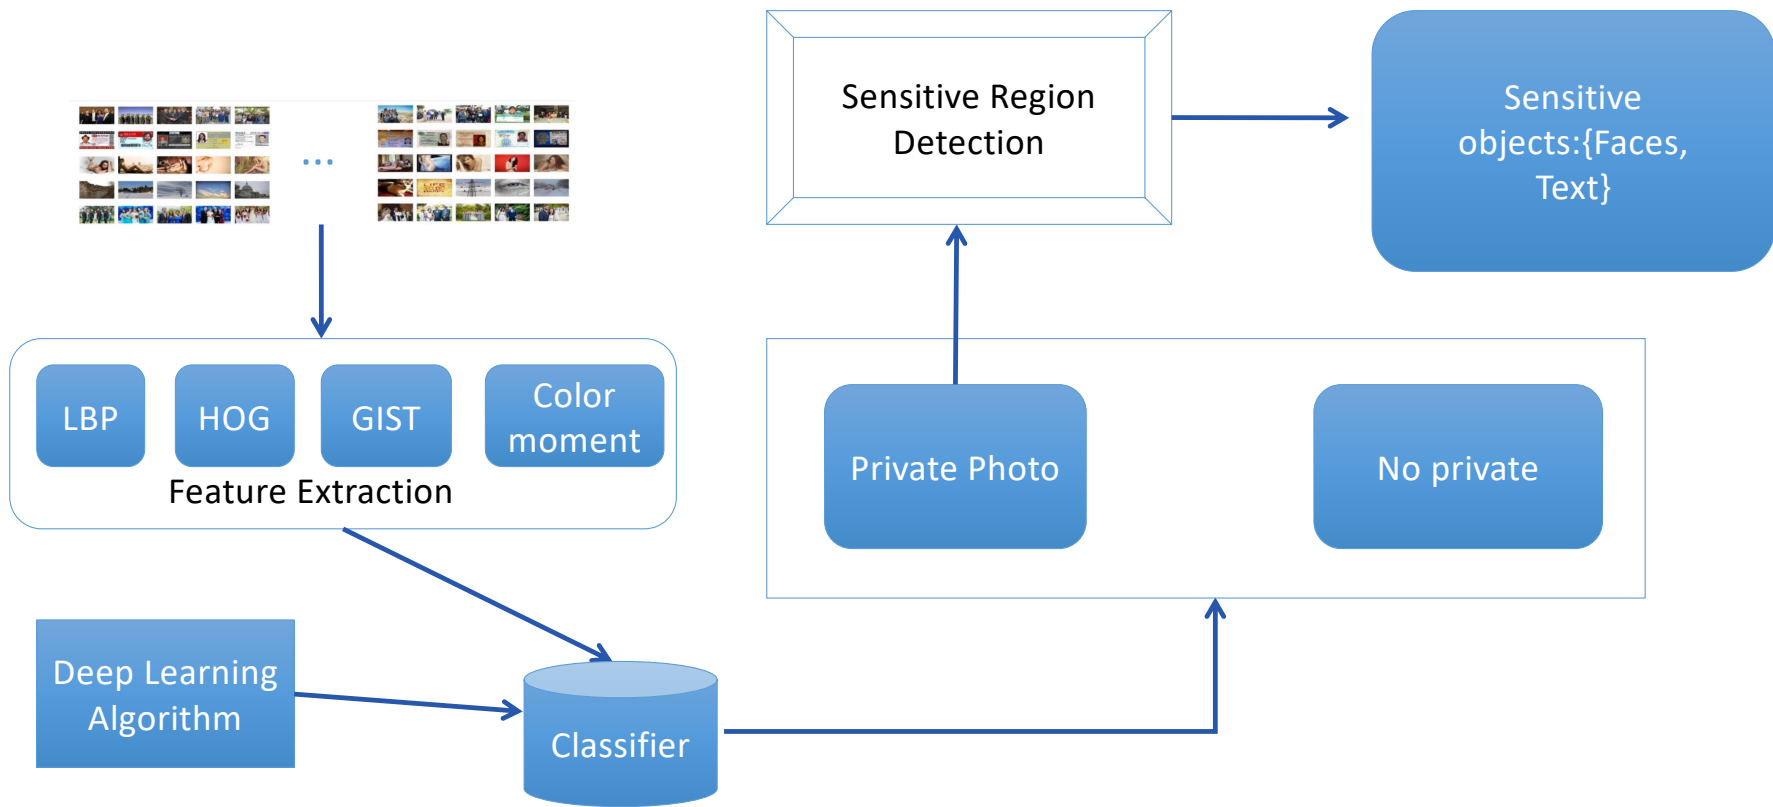 Sensitive Region
Detection
Sensitive
objects:{Faces,
Text}
...
LBP
HOG
GIST
Color
moment
Feature Extraction
Private Photo
No private
Deep Learning
Algorithm
Classifier